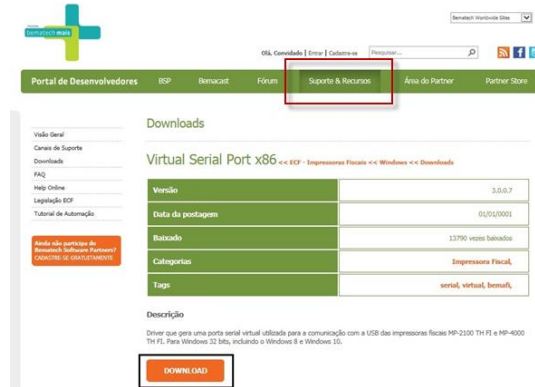 bematech mais
Bematech Worldwide Sites
Olá, Convidado | Entrar | Cadastre-se
Pesquisar...
Portal de Desenvolvedores
BSP
Bemacast
Fórum
Suporte & Recursos
Área do Partner
Partner Store
Visão Geral
Canais de Suporte
Downloads
FAQ
Help Online
Legislação ECF
Tutorial de Automação
Ainda não participa do
Bematech Software Partners?
CADASTRE-SE GRATUITAMENTE
Downloads
Virtual Serial Port x86 << ECF - Impressoras Fiscais << Windows << Downloads
Versão 3.0.0.7
Data da postagem 01/01/0001
Baixado 13790 vezes baixados
Categorias Impressora Fiscal,
Tags serial, virtual, bemafi,
Descrição
Driver que gera uma porta serial virtual utilizada para a comunicação com a USB das impressoras fiscais MP-2100 TH FI e MP-4000
TH FI. Para Windows 32 bits, incluindo o Windows 8 e Windows 10.
DOWNLOAD